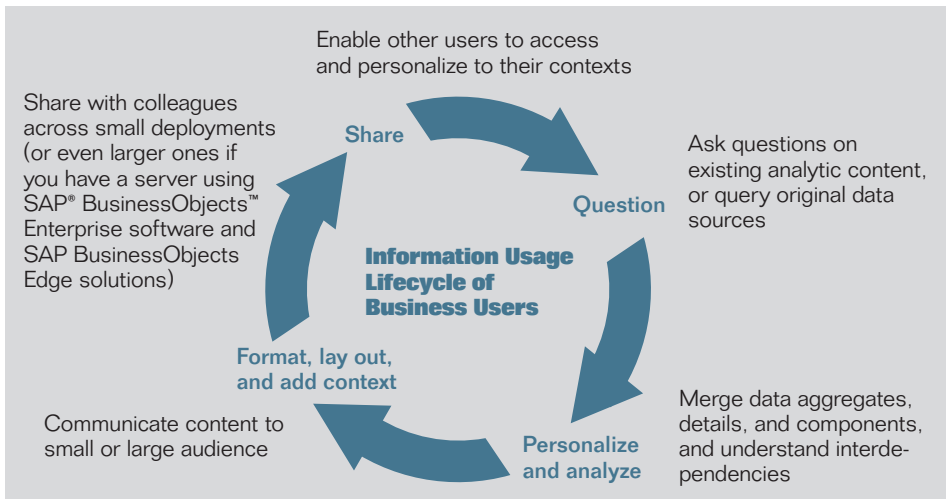 Enable other users to access
and personalize to their contexts
Share with colleagues
across small deployments
(or even larger ones if
you have a server using
SAP® BusinessObjects™
Enterprise software and
SAP BusinessObjects
Edge solutions)
Share
Ask questions on
existing analytic content,
or query original data
sources
Question
Information Usage
Lifecycle of
Business Users
Format, lay out,
and add context
Communicate content to
small or large audience
Personalize
and analyze
Merge data aggregates,
details, and components,
and understand interde-
pendencies